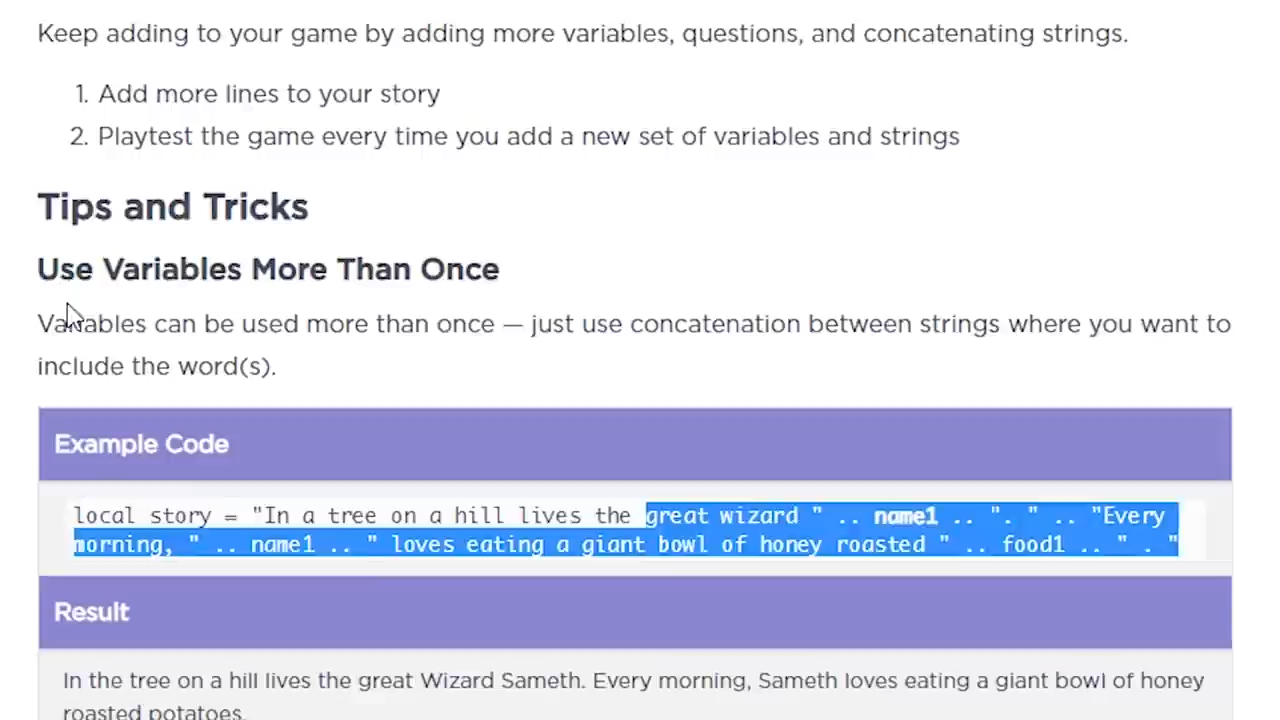 Keep adding to your game by adding more variables, questions, and concatenating strings.
1. Add more lines to your story
2. Playtest the game every time you add a new set of variables and strings
Tips and Tricks
Use Variables More Than Once
Variables can be used more than once — just use concatenation between strings where you want to
include the word(s).
Example Code
local story = "In a tree on a hill lives the great wizard " .. name1 .. ". " .. "Every
morning, " .. name1 .. " loves eating a giant bowl of honey roasted " .. food1 .. " . "
Result
In the tree on a hill lives the great Wizard Sameth. Every morning, Sameth loves eating a giant bowl of honey
roasted potatoes.